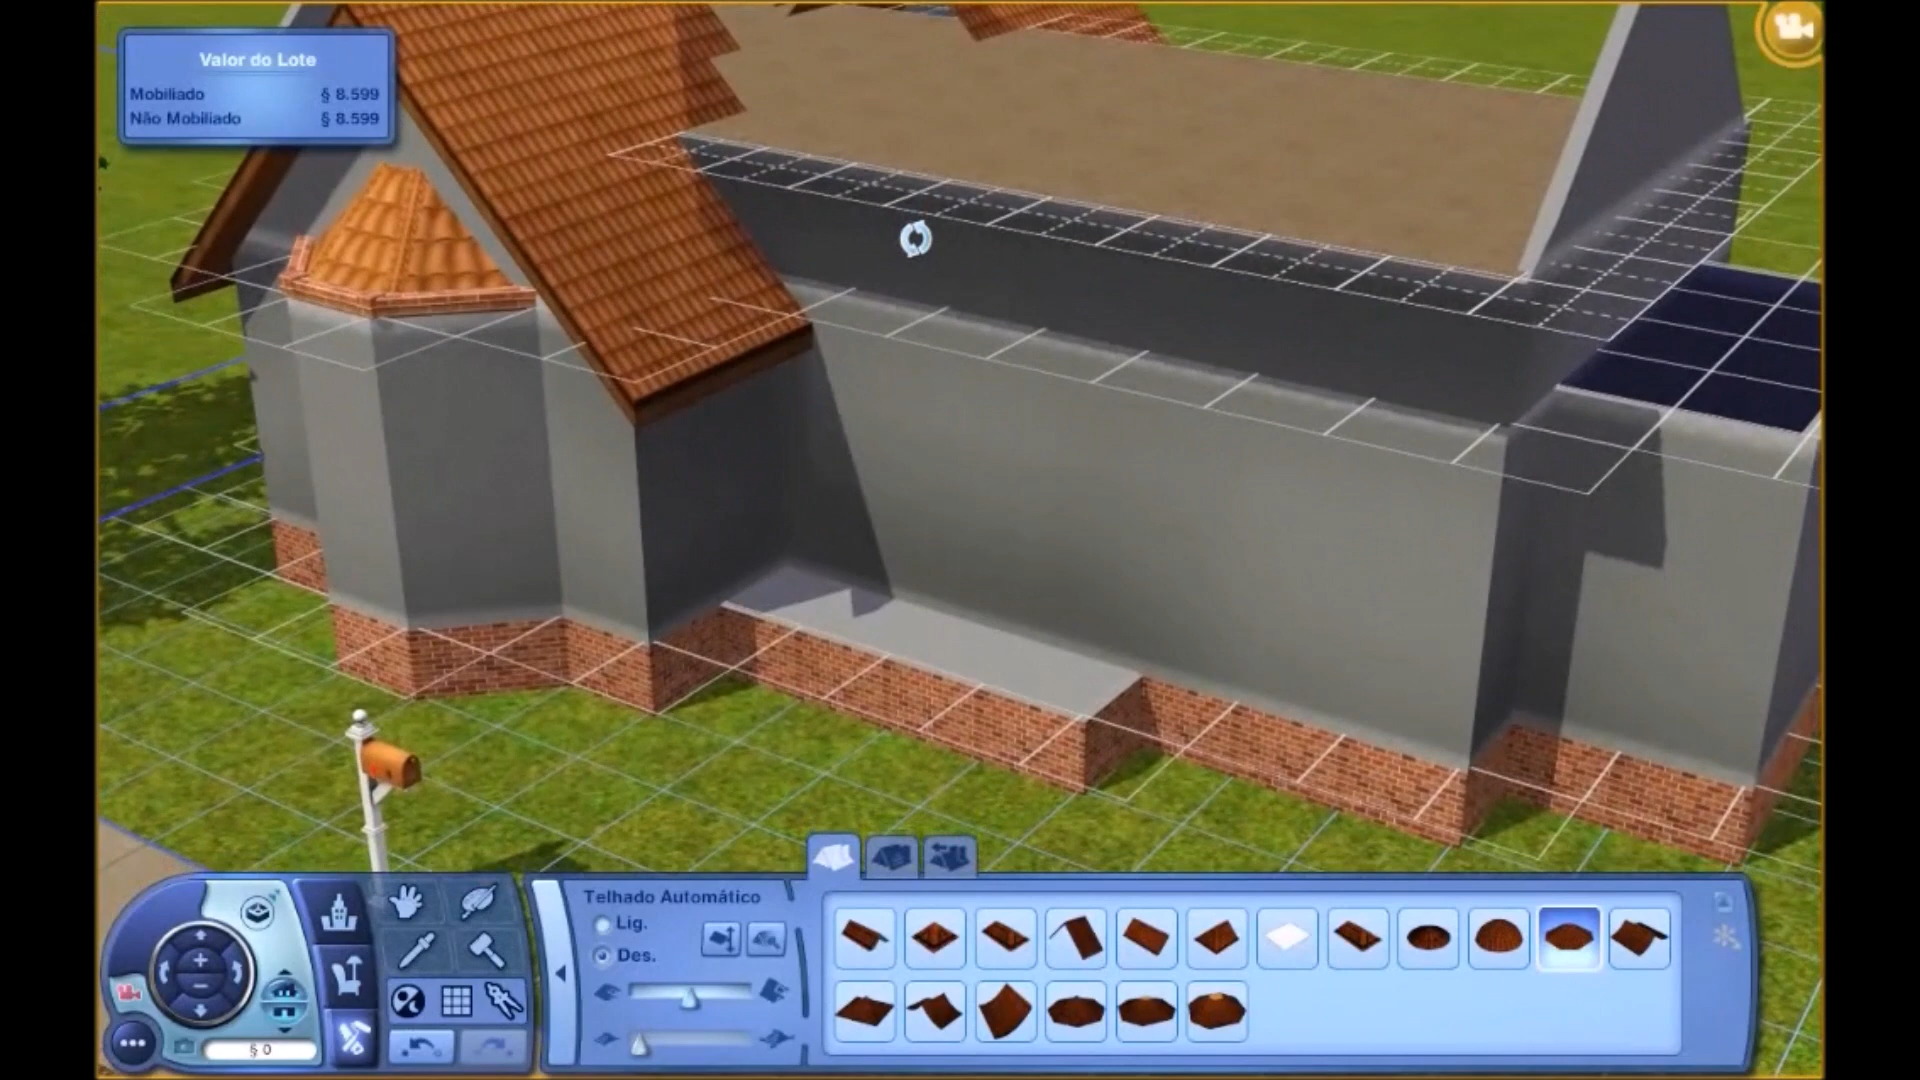 Valor do Lote
Mobiliado § 8.599
Não Mobiliado § 8.599
Telhado Automático
Lig.
Des.
§ 0